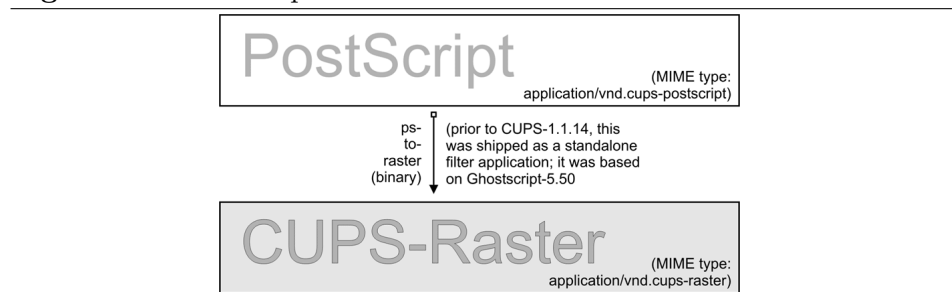 PostScript
(MIME type:
application/vnd.cups-postscript)
ps-
to-
raster
(binary)
(prior to CUPS-1.1.14, this
was shipped as a standalone
filter application; it was based
on Ghostscript-5.50
CUPS-Raster
(MIME type:
application/vnd.cups-raster)